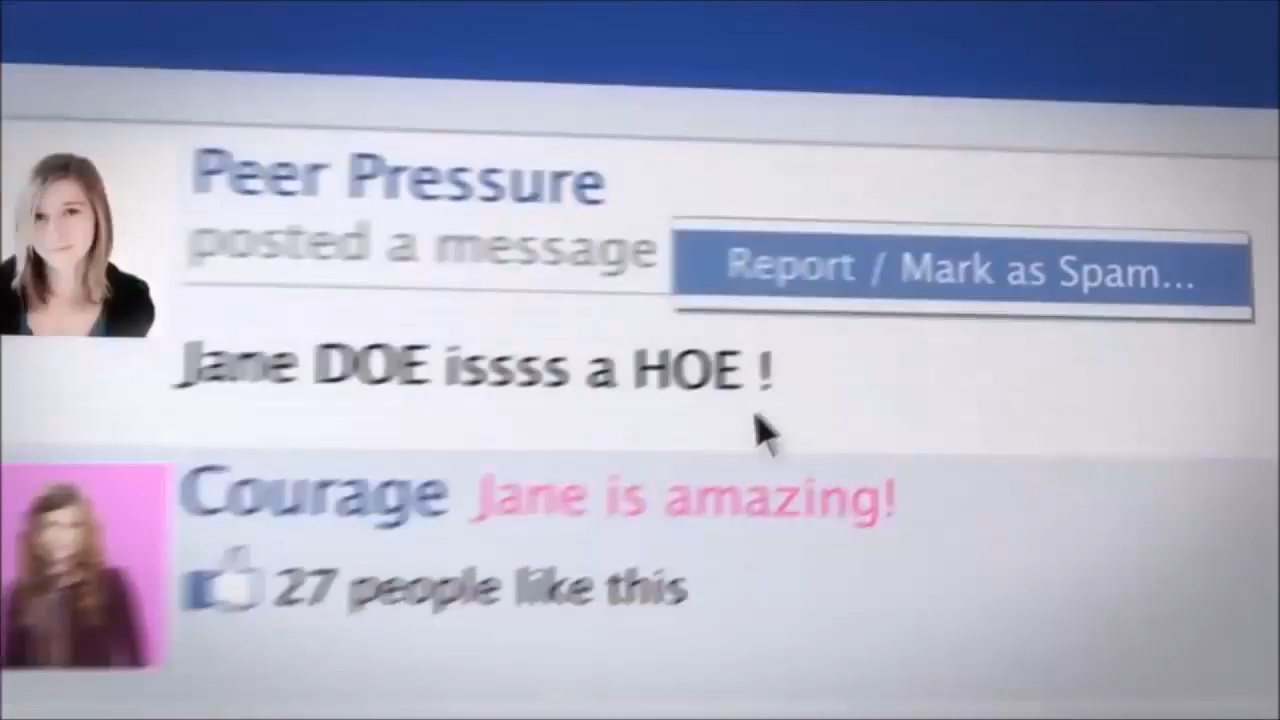 Peer Pressure
posted a message
Report / Mark as Spam...
Jane DOE issss a HOE !
Courage Jane is amazing!
27 people like this